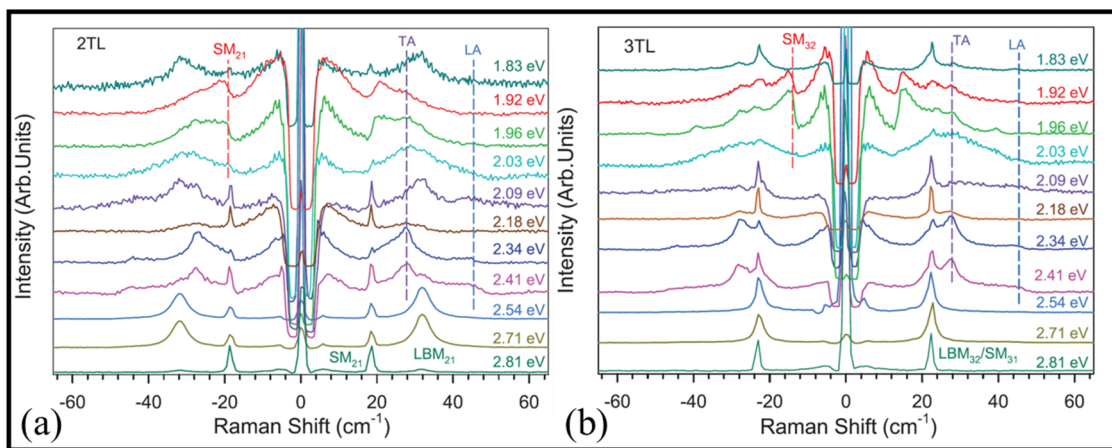 2TL
SM₂₁
TA
LA
1.83 eV
1.92 eV
1.96 eV
2.03 eV
2.09 eV
2.18 eV
2.34 eV
2.41 eV
2.54 eV
2.71 eV
SM₂₁
LBM₂₁
2.81 eV
-60
-40
-20
0
20
40
60
Raman Shift (cm⁻¹)
Intensity (Arb.Units)
(a)
3TL
SM₃₂
TA
LA
1.83 eV
1.92 eV
1.96 eV
2.03 eV
2.09 eV
2.18 eV
2.34 eV
2.41 eV
2.54 eV
2.71 eV
LBM₃₂/SM₃₁
2.81 eV
-60
-40
-20
0
20
40
60
Raman Shift (cm⁻¹)
Intensity (Arb.Units)
(b)